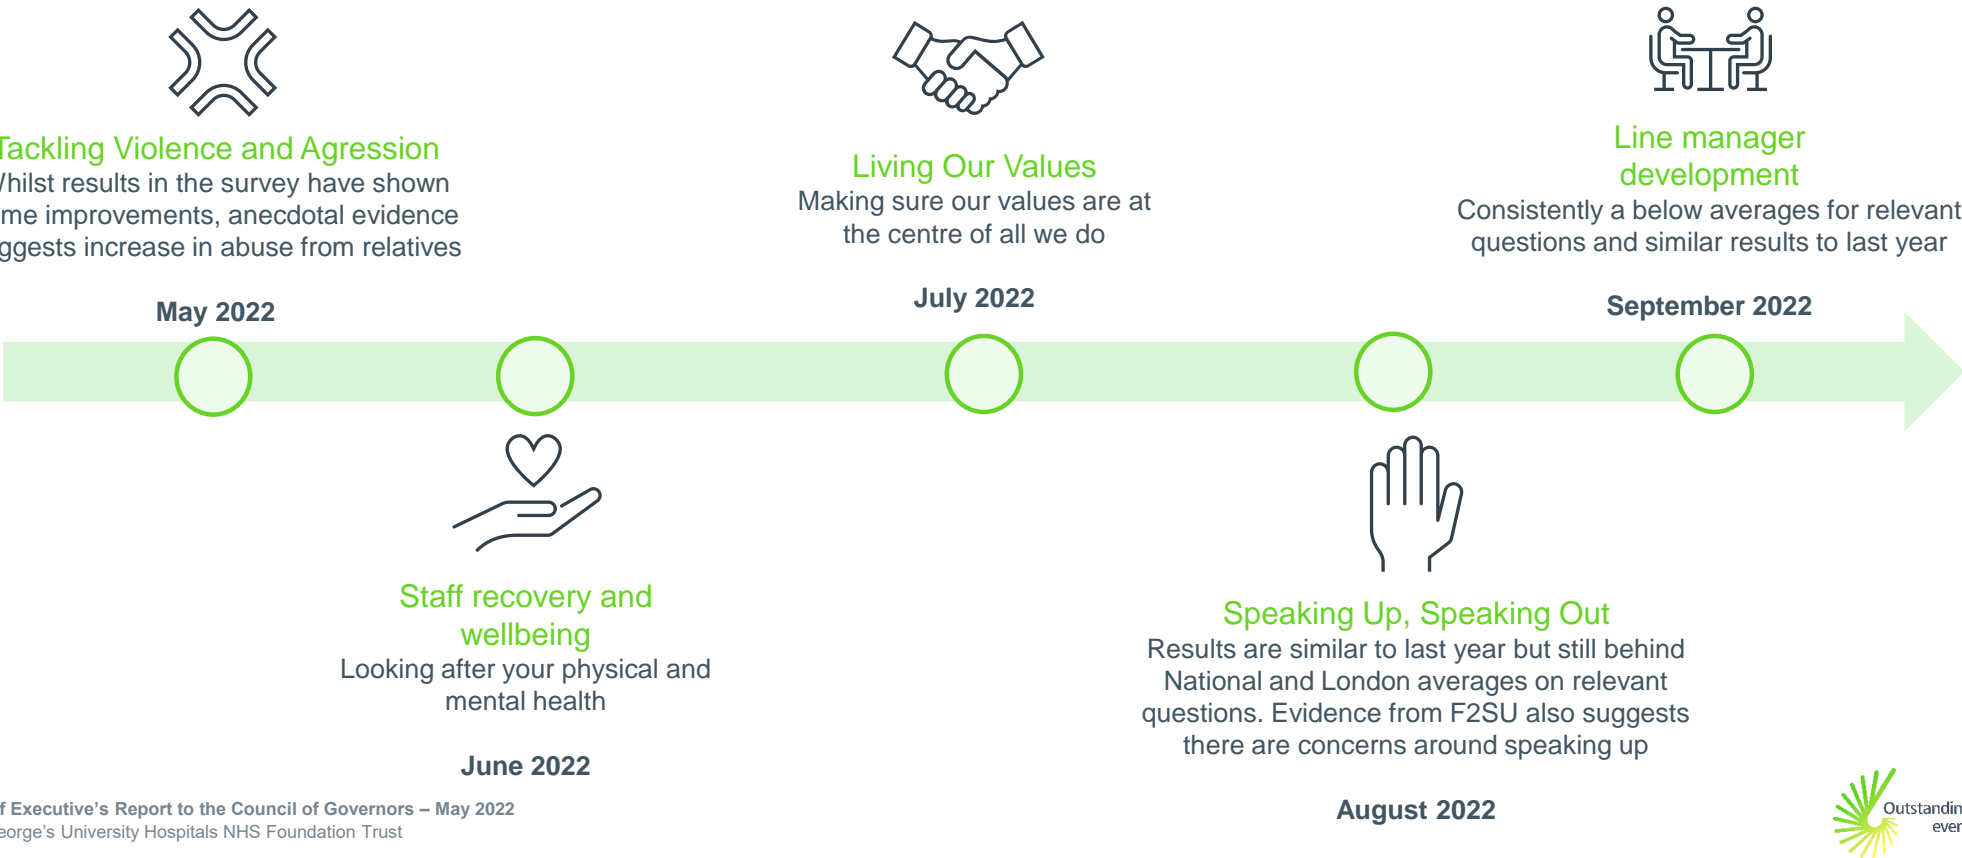 Tackling Violence and Agression
Whilst results in the survey have shown
me improvements, anecdotal evidence
ggests increase in abuse from relatives
May 2022
Staff recovery and
wellbeing
Looking after your physical and
mental health
June 2022
Living Our Values
Making sure our values are at
the centre of all we do
July 2022
Speaking Up, Speaking Out
Results are similar to last year but still behind
National and London averages on relevant
questions. Evidence from F2SU also suggests
there are concerns around speaking up
August 2022
Line manager
development
Consistently a below averages for relevant
questions and similar results to last year
September 2022
f Executive's Report to the Council of Governors – May 2022
eorge's University Hospitals NHS Foundation Trust
Outstandin
ever